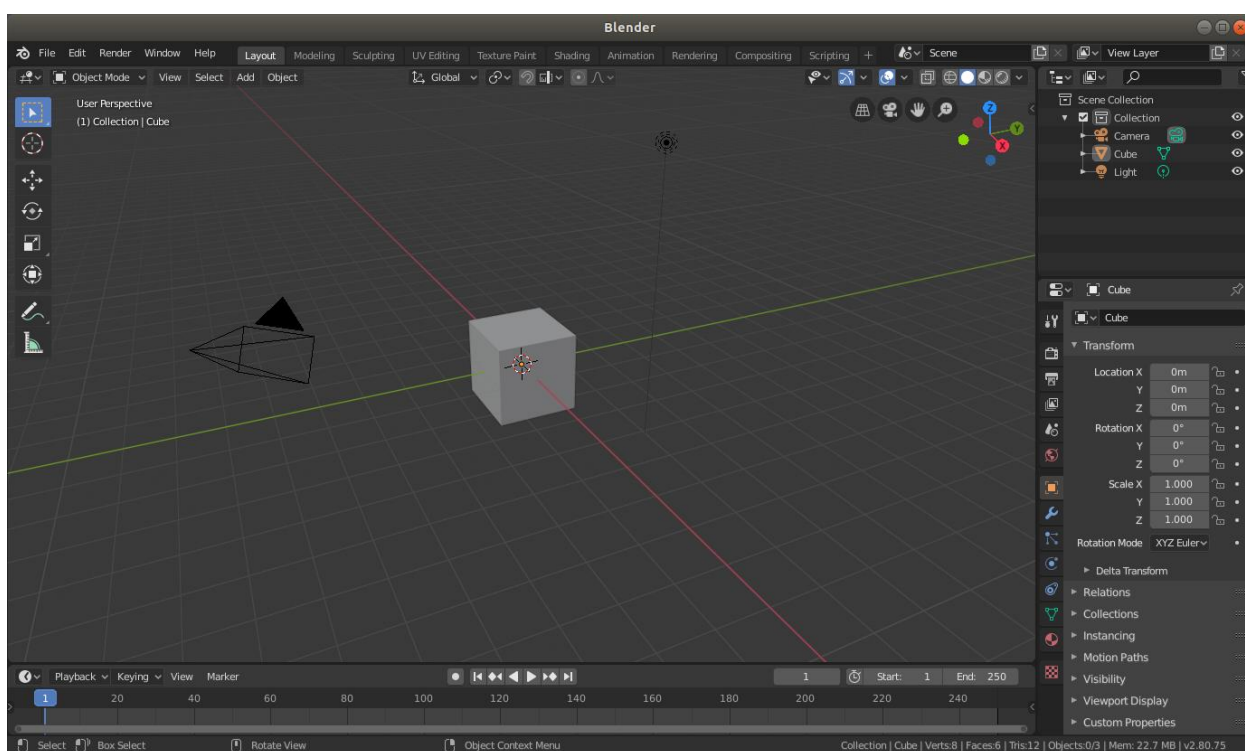 Blender
File Edit Render Window Help Layout Modeling Sculpting UV Editing Texture Paint Shading Animation Rendering Compositing Scripting + Scene View Layer
Object Mode View Select Add Object Global
User Perspective
(1) Collection | Cube
Z
Y
X
Scene Collection
Collection
Camera
Cube
Light
Cube
Cube
Transform
Location X 0m
Y 0m
Z 0m
Rotation X 0°
Y 0°
Z 0°
Scale X 1.000
Y 1.000
Z 1.000
Rotation Mode XYZ Euler
Delta Transform
Relations
Collections
Instancing
Motion Paths
Visibility
Viewport Display
Custom Properties
Playback Keying View Marker 1 Start: 1 End: 250
1 20 40 60 80 100 120 140 160 180 200 220 240
Select Box Select Rotate View Object Context Menu Collection | Cube | Verts:8 | Faces:6 | Tris:12 | Objects:0/3 | Mem: 22.7 MB | v2.80.75